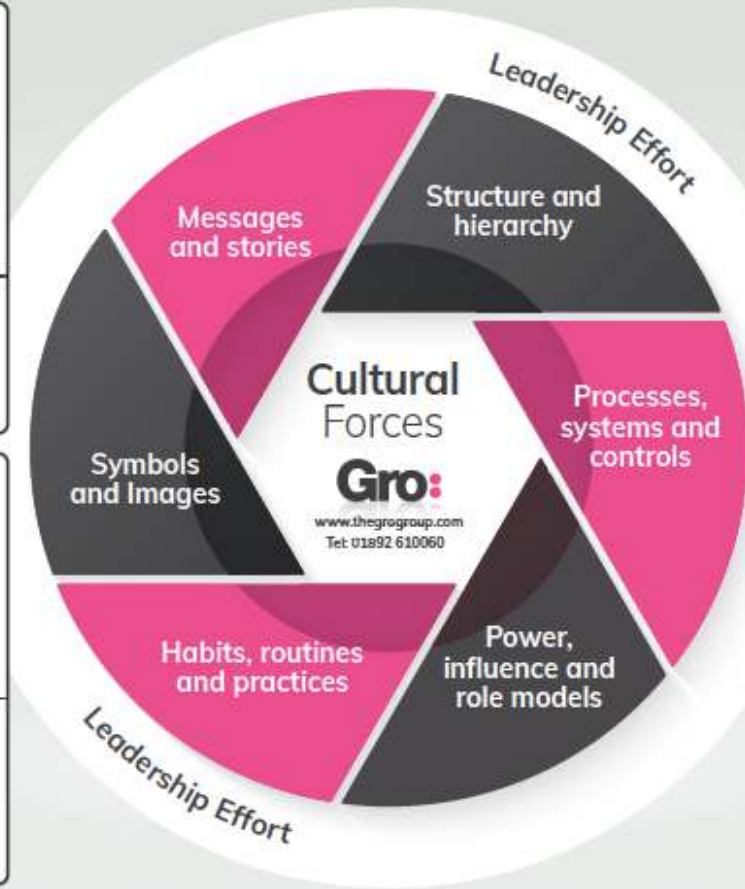 Leadership Effort
Messages
and stories
Structure and
hierarchy
Processes,
systems and
controls
Power,
influence and
role models
Habits, routines
and practices
Symbols
and Images
Cultural
Forces
Gro:
www.thegrogroup.com
Tel: 01892 610060
Leadership Effort